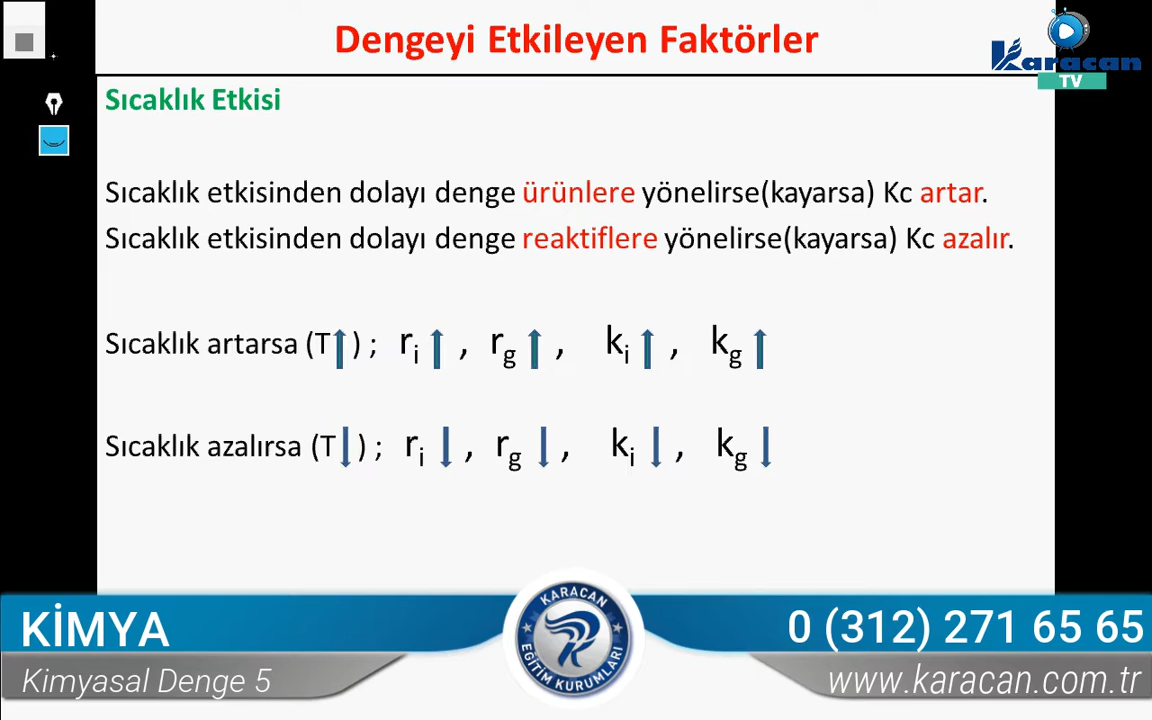 Dengeyi Etkileyen Faktörler
Karacan
TV
Sıcaklık Etkisi
Sıcaklık etkisinden dolayı denge ürünlere yönelirse(kayarsa) Kc artar.
Sıcaklık etkisinden dolayı denge reaktiflere yönelirse(kayarsa) Kc azalır.
Sıcaklık artarsa (T↑) ; ri ↑ , rg ↑ , ki ↑ , kg ↑
Sıcaklık azalırsa (T↓) ; ri ↓ , rg ↓ , ki ↓ , kg ↓
KİMYA
Kimyasal Denge 5
KARACAN
EĞİTİM KURUMLARI
0 (312) 271 65 65
www.karacan.com.tr